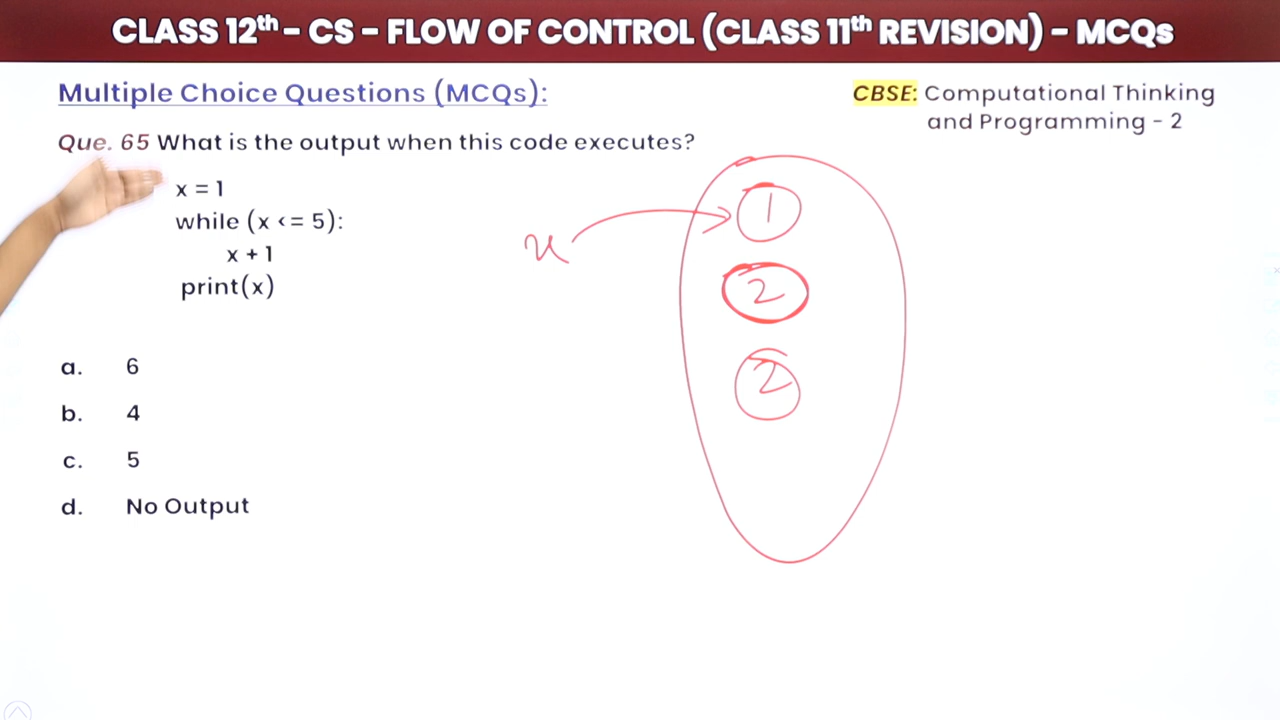 CLASS 12th - CS - FLOW OF CONTROL (CLASS 11th REVISION) - MCQs
Multiple Choice Questions (MCQs):
CBSE: Computational Thinking
and Programming - 2
Que. 65 What is the output when this code executes?
x = 1
while (x <= 5):
x + 1
print(x)
a. 6
b. 4
c. 5
d. No Output
x
1
2
2